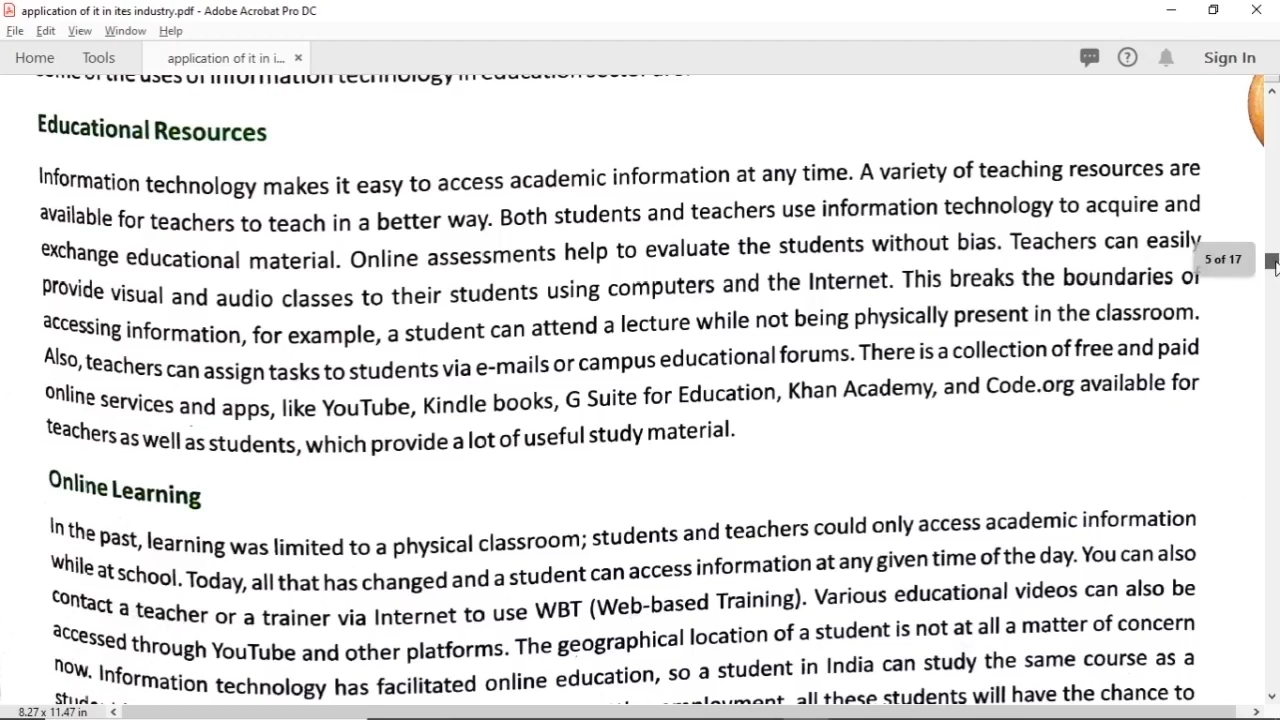 application of it in ites industry.pdf - Adobe Acrobat Pro DC
File Edit View Window Help
Home Tools application of it in i... × Sign In
some of the uses of information technology in education sector are:
Educational Resources
Information technology makes it easy to access academic information at any time. A variety of teaching resources are
available for teachers to teach in a better way. Both students and teachers use information technology to acquire and
exchange educational material. Online assessments help to evaluate the students without bias. Teachers can easily
5 of 17
provide visual and audio classes to their students using computers and the Internet. This breaks the boundaries of
accessing information, for example, a student can attend a lecture while not being physically present in the classroom.
Also, teachers can assign tasks to students via e-mails or campus educational forums. There is a collection of free and paid
online services and apps, like YouTube, Kindle books, G Suite for Education, Khan Academy, and Code.org available for
teachers as well as students, which provide a lot of useful study material.
Online Learning
In the past, learning was limited to a physical classroom; students and teachers could only access academic information
while at school. Today, all that has changed and a student can access information at any given time of the day. You can also
contact a teacher or a trainer via Internet to use WBT (Web-based Training). Various educational videos can also be
accessed through YouTube and other platforms. The geographical location of a student is not at all a matter of concern
now. Information technology has facilitated online education, so a student in India can study the same course as a
employment, all these students will have the chance to
8.27 x 11.47 in